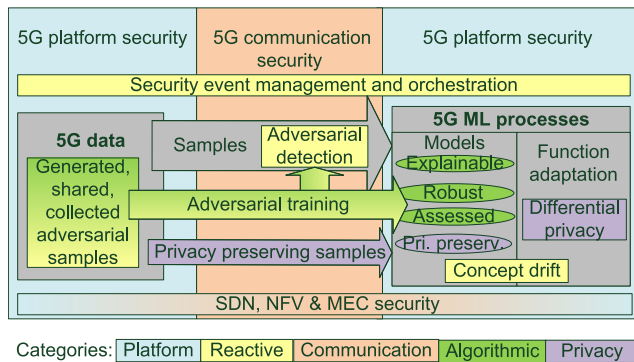 5G platform security
5G communication
security
5G platform security
Security event management and orchestration
5G data
Generated,
shared,
collected
adversarial
samples
Samples
Adversarial
detection
Adversarial training
Privacy preserving samples
5G ML processes
Models
Explainable
Robust
Assessed
Pri. preserv.
Function
adaptation
Differential
privacy
Concept drift
SDN, NFV & MEC security
Categories: Platform Reactive Communication Algorithmic Privacy